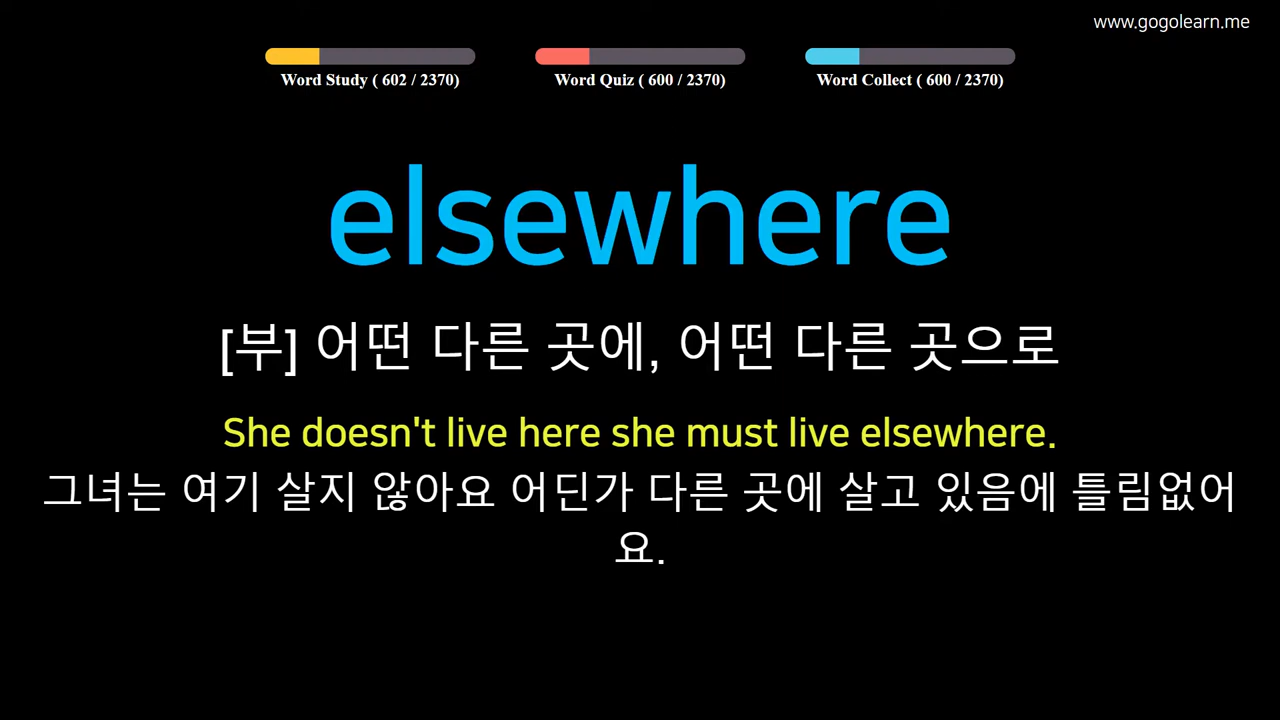 www.gogolearn.me
Word Study ( 602 / 2370)
Word Quiz ( 600 / 2370)
Word Collect ( 600 / 2370)
elsewhere
[부] 어떤 다른 곳에, 어떤 다른 곳으로
She doesn't live here she must live elsewhere.
그녀는 여기 살지 않아요 어딘가 다른 곳에 살고 있음에 틀림없어
요.